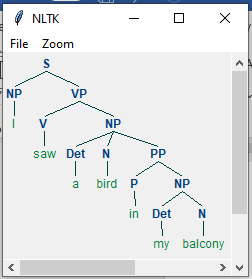 NLTK
File Zoom
S
NP VP
I V NP
saw Det N PP
a bird P NP
in Det N
my balcony